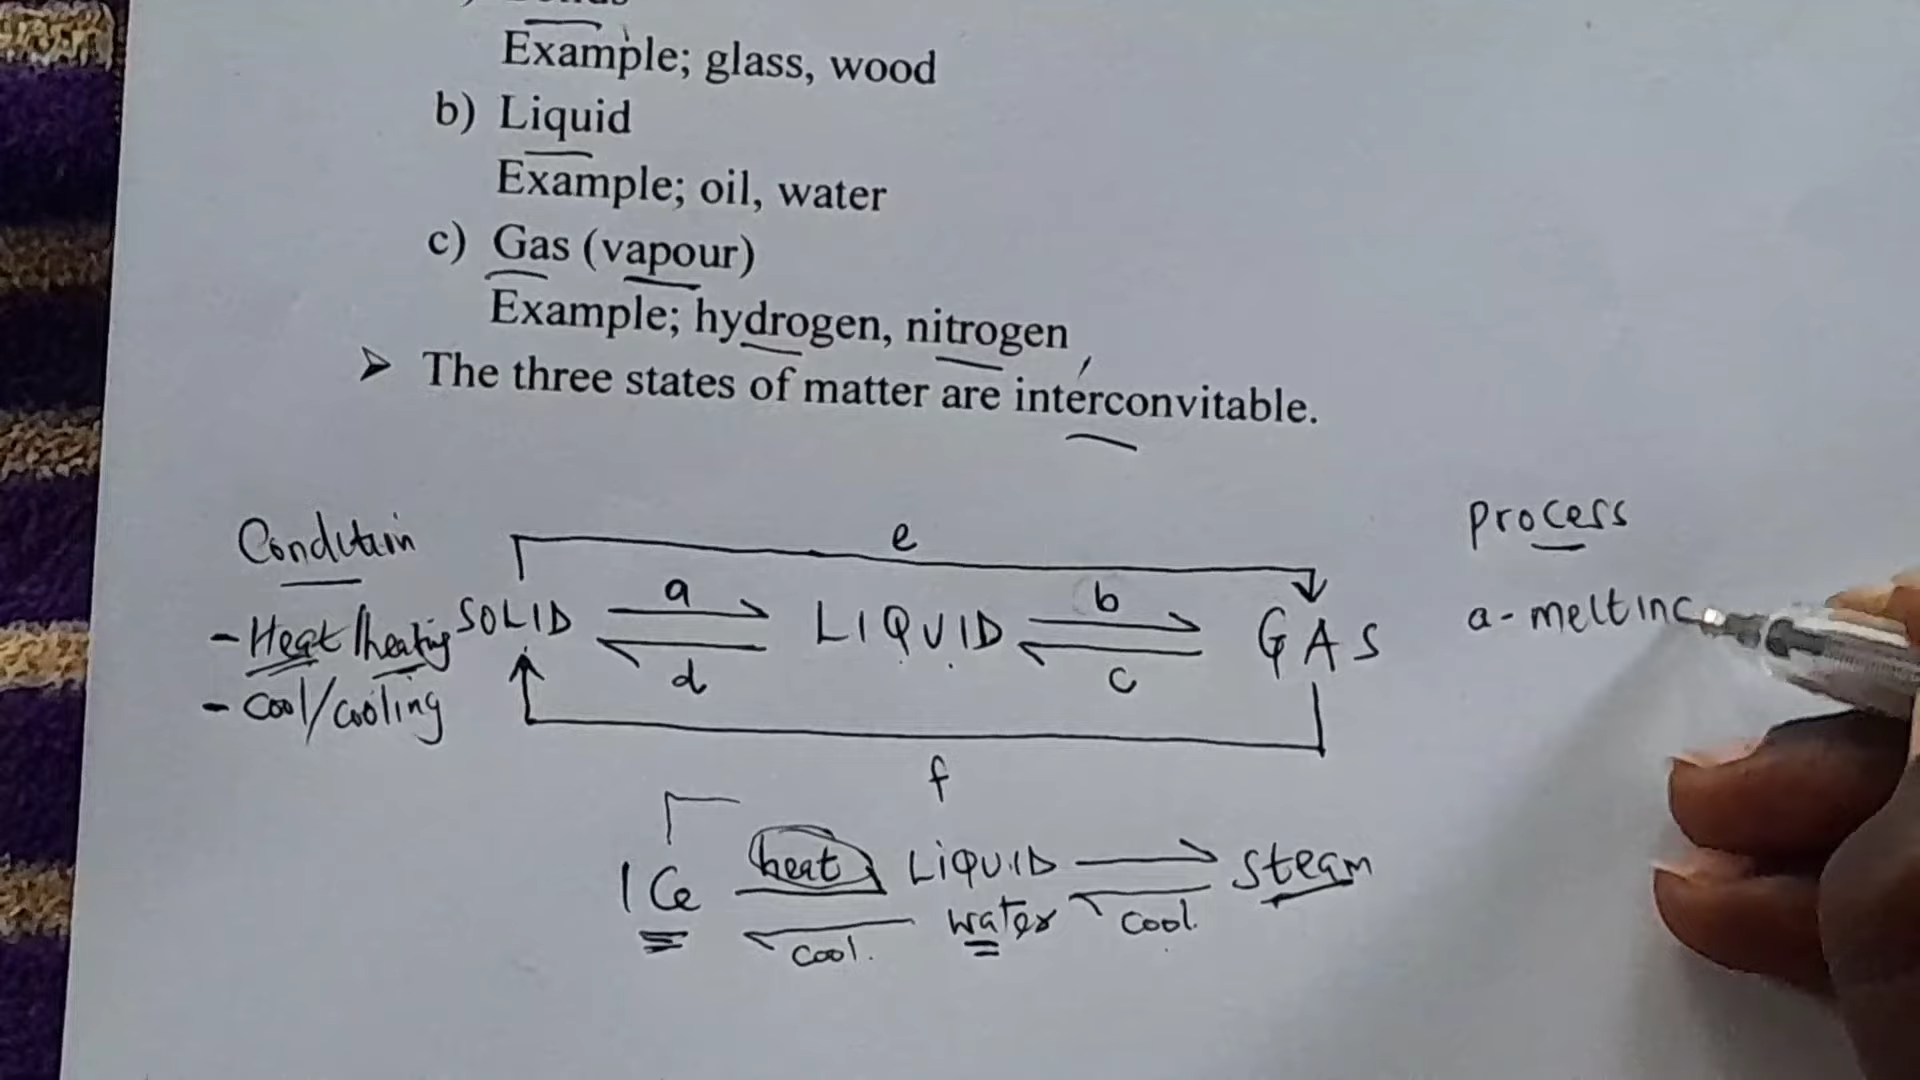 Example; glass, wood
b) Liquid
Example; oil, water
c) Gas (vapour)
Example; hydrogen, nitrogen
➤ The three states of matter are interconvitable.
Condition
- Heat/heating
- Cool/cooling
e
SOLID a LIQUID b GAS
d c
f
ICe heat LiQUID steam
cool. water cool.
Process
a - melting